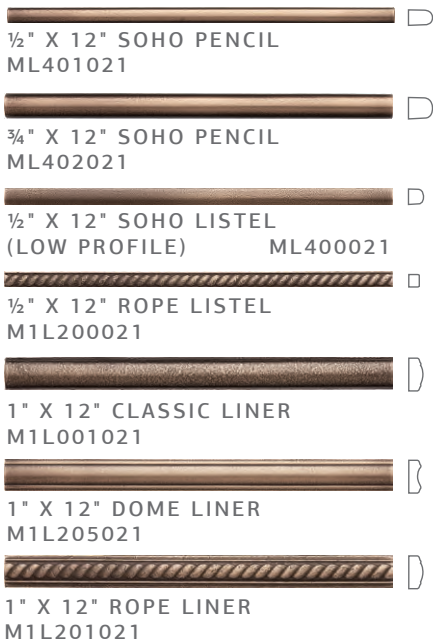 ½" X 12" SOHO PENCIL
ML401021
¾" X 12" SOHO PENCIL
ML402021
½" X 12" SOHO LISTEL
(LOW PROFILE) ML400021
½" X 12" ROPE LISTEL
M1L200021
1" X 12" CLASSIC LINER
M1L001021
1" X 12" DOME LINER
M1L205021
1" X 12" ROPE LINER
M1L201021